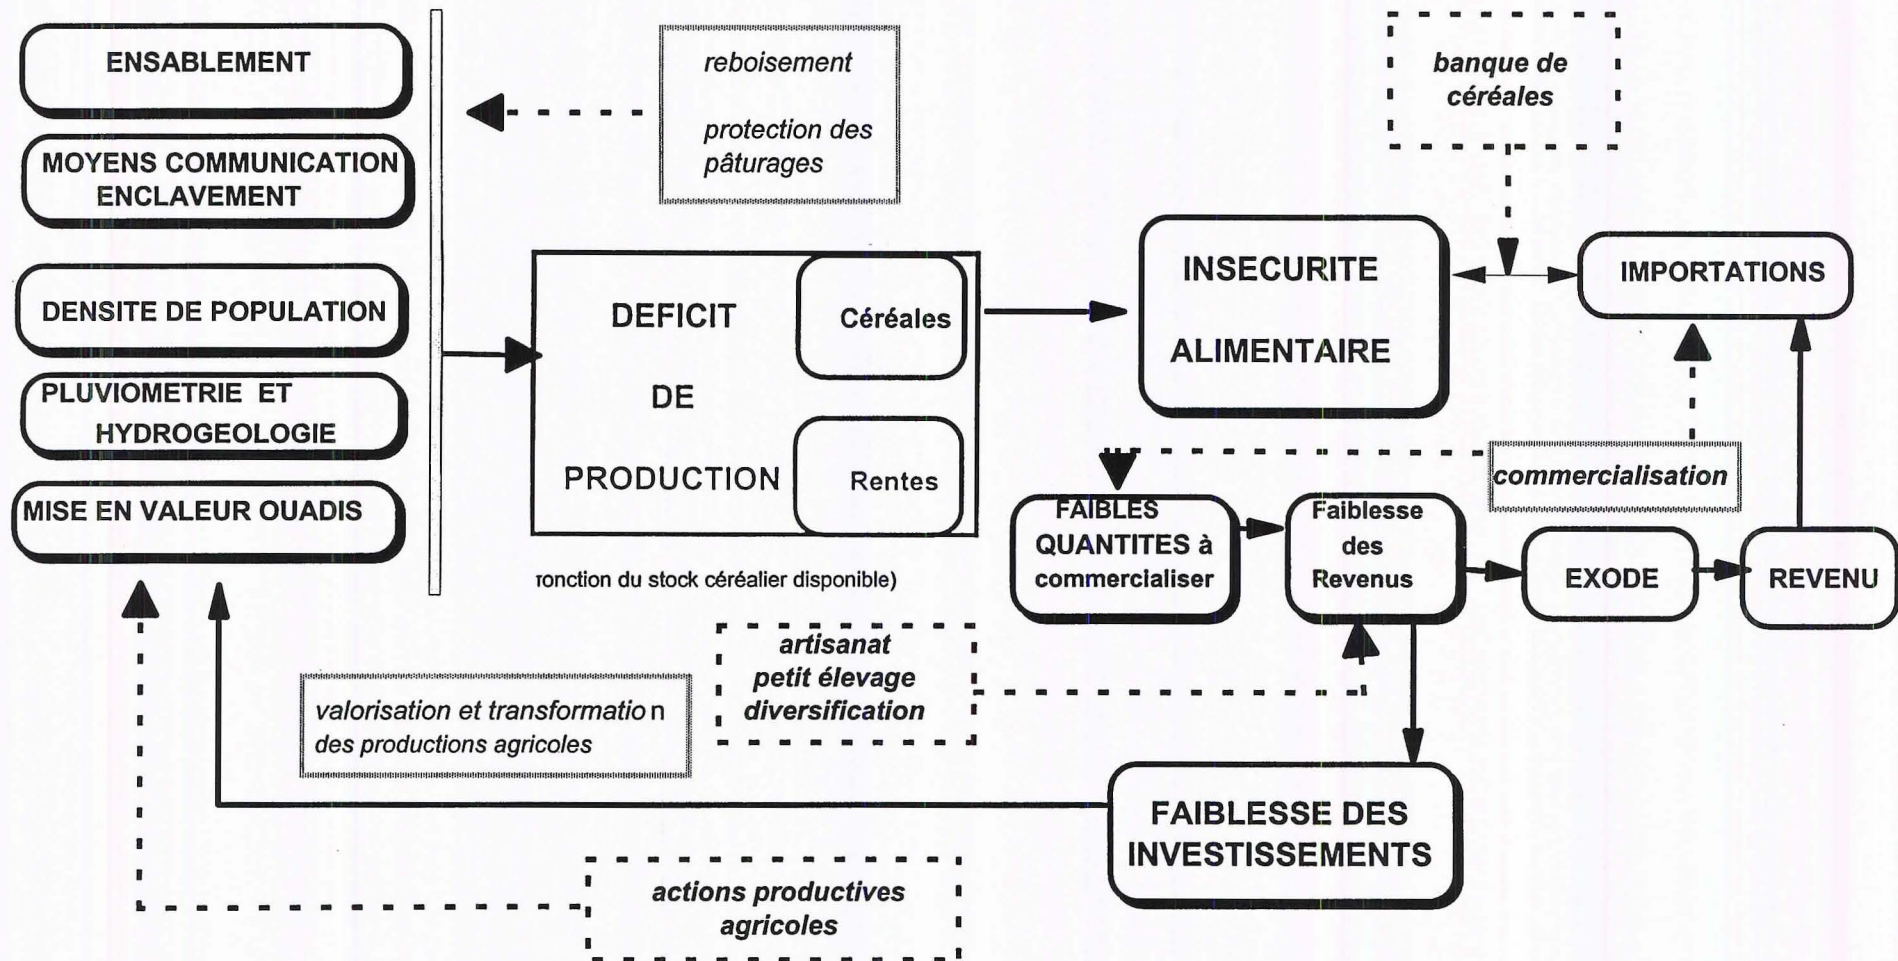 ENSABLEMENT
MOYENS COMMUNICATION
ENCLAVEMENT
DENSITE DE POPULATION
PLUVIOMETRIE ET
HYDROGEOLOGIE
MISE EN VALEUR OUADIS
reboisement
protection des
pâturages
banque de
céréales
DEFICIT
DE
PRODUCTION
Céréales
Rentes
INSECURITE
ALIMENTAIRE
IMPORTATIONS
commercialisation
FAIBLES
QUANTITES à
commercialiser
Faiblesse
des
Revenus
EXODE
REVENU
ronction du stock céréalier disponible)
artisanat
petit élevage
diversification
valorisation et transformatio n
des productions agricoles
FAIBLESSE DES
INVESTISSEMENTS
actions productives
agricoles